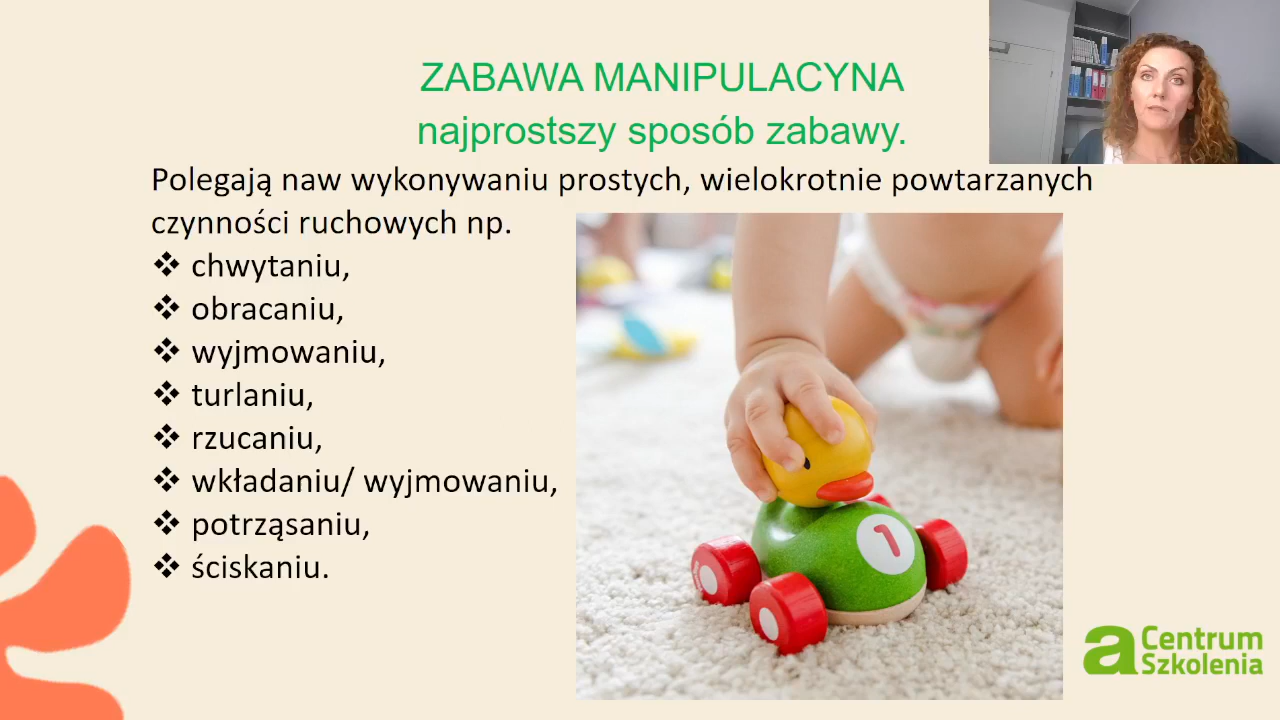 ZABAWA MANIPULACYNA
najprostszy sposób zabawy.
Polegają naw wykonywaniu prostych, wielokrotnie powtarzanych
czynności ruchowych np.
❖ chwytaniu,
❖ obracaniu,
❖ wyjmowaniu,
❖ turlaniu,
❖ rzucaniu,
❖ wkładaniu/ wyjmowaniu,
❖ potrząsaniu,
❖ ściskaniu.
1
a Centrum
Szkolenia